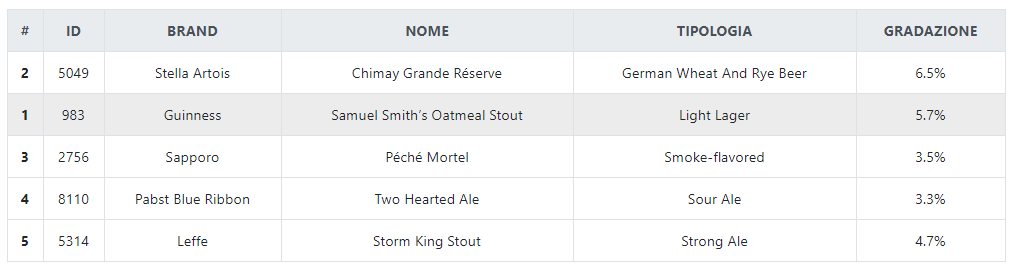 # ID BRAND NOME TIPOLOGIA GRADAZIONE
2 5049 Stella Artois Chimay Grande Réserve German Wheat And Rye Beer 6.5%
1 983 Guinness Samuel Smith’s Oatmeal Stout Light Lager 5.7%
3 2756 Sapporo Péché Mortel Smoke-flavored 3.5%
4 8110 Pabst Blue Ribbon Two Hearted Ale Sour Ale 3.3%
5 5314 Leffe Storm King Stout Strong Ale 4.7%